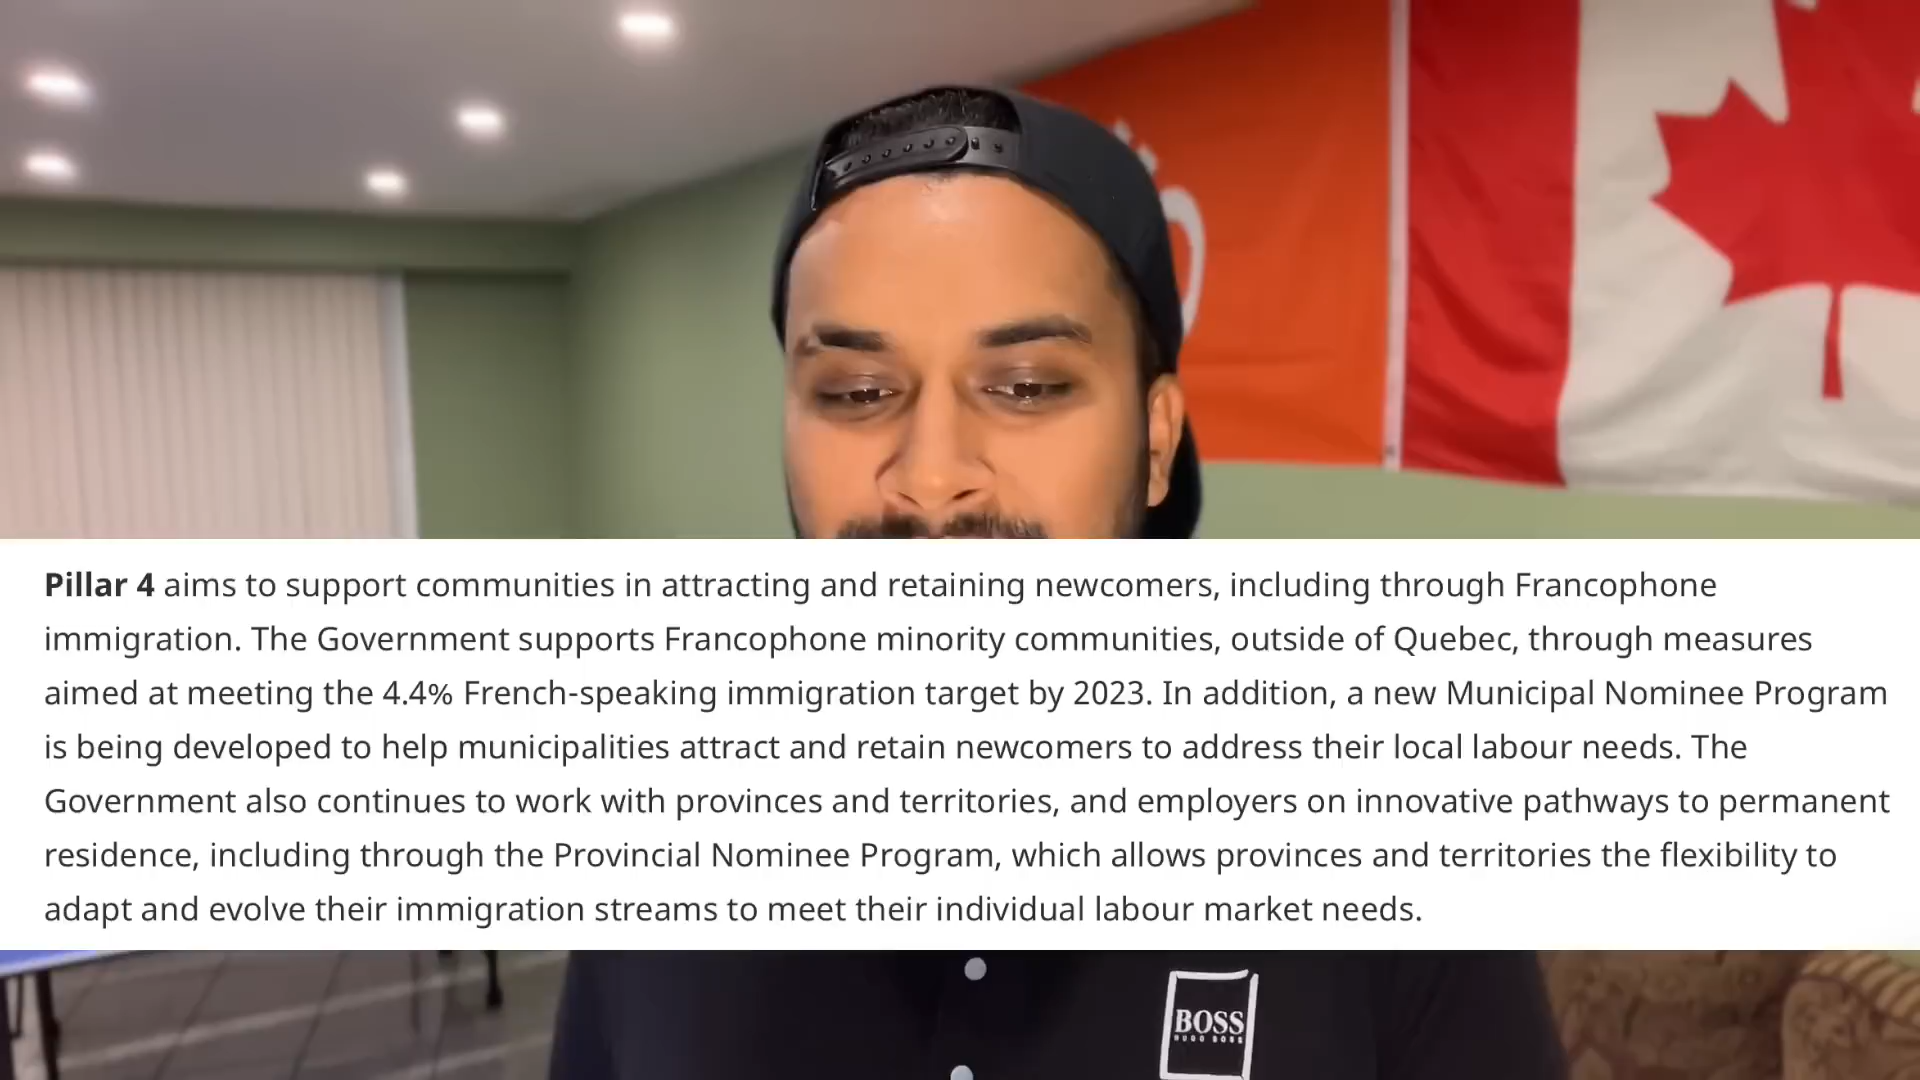 Pillar 4 aims to support communities in attracting and retaining newcomers, including through Francophone
immigration. The Government supports Francophone minority communities, outside of Quebec, through measures
aimed at meeting the 4.4% French-speaking immigration target by 2023. In addition, a new Municipal Nominee Program
is being developed to help municipalities attract and retain newcomers to address their local labour needs. The
Government also continues to work with provinces and territories, and employers on innovative pathways to permanent
residence, including through the Provincial Nominee Program, which allows provinces and territories the flexibility to
adapt and evolve their immigration streams to meet their individual labour market needs.
BOSS
HUGO BOSS